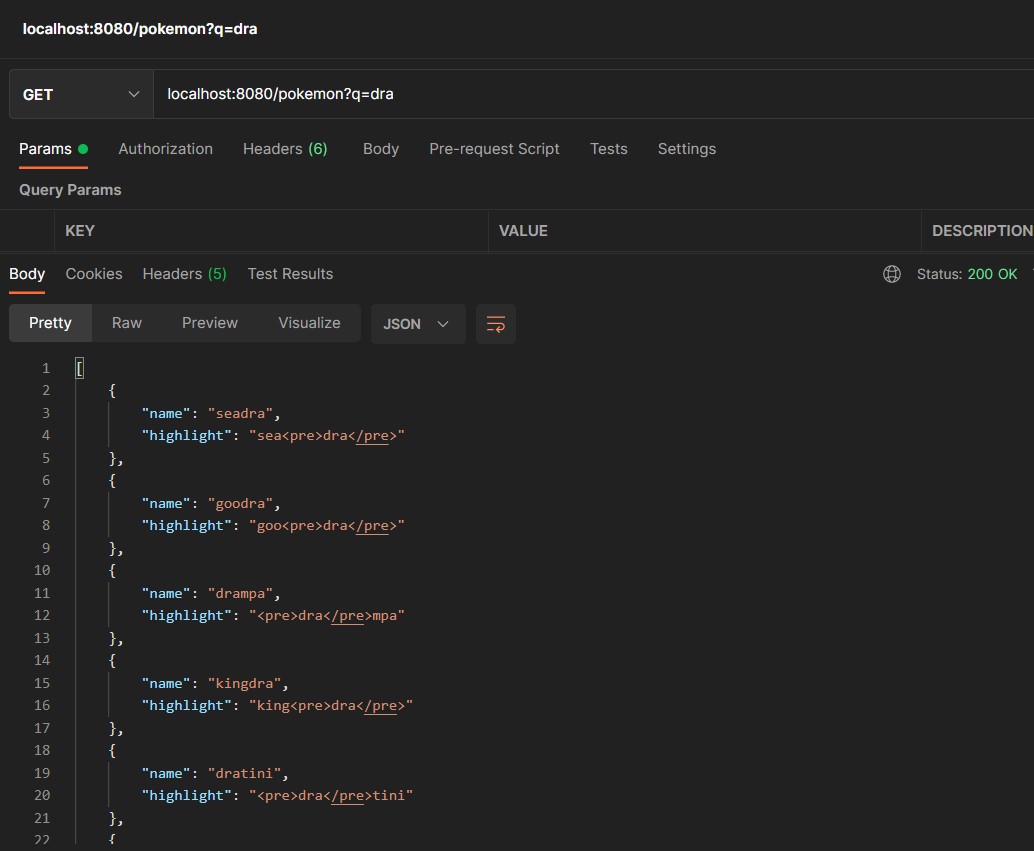 localhost:8080/pokemon?q=dra
GET localhost:8080/pokemon?q=dra
Params Authorization Headers (6) Body Pre-request Script Tests Settings
Query Params
KEY VALUE DESCRIPTION
Body Cookies Headers (5) Test Results Status: 200 OK
Pretty Raw Preview Visualize JSON
1 [
2 {
3 "name": "seadra",
4 "highlight": "sea<pre>dra</pre>"
5 },
6 {
7 "name": "goodra",
8 "highlight": "goo<pre>dra</pre>"
9 },
10 {
11 "name": "drampa",
12 "highlight": "<pre>dra</pre>mpa"
13 },
14 {
15 "name": "kingdra",
16 "highlight": "king<pre>dra</pre>"
17 },
18 {
19 "name": "dratini",
20 "highlight": "<pre>dra</pre>tini"
21 },
22 {